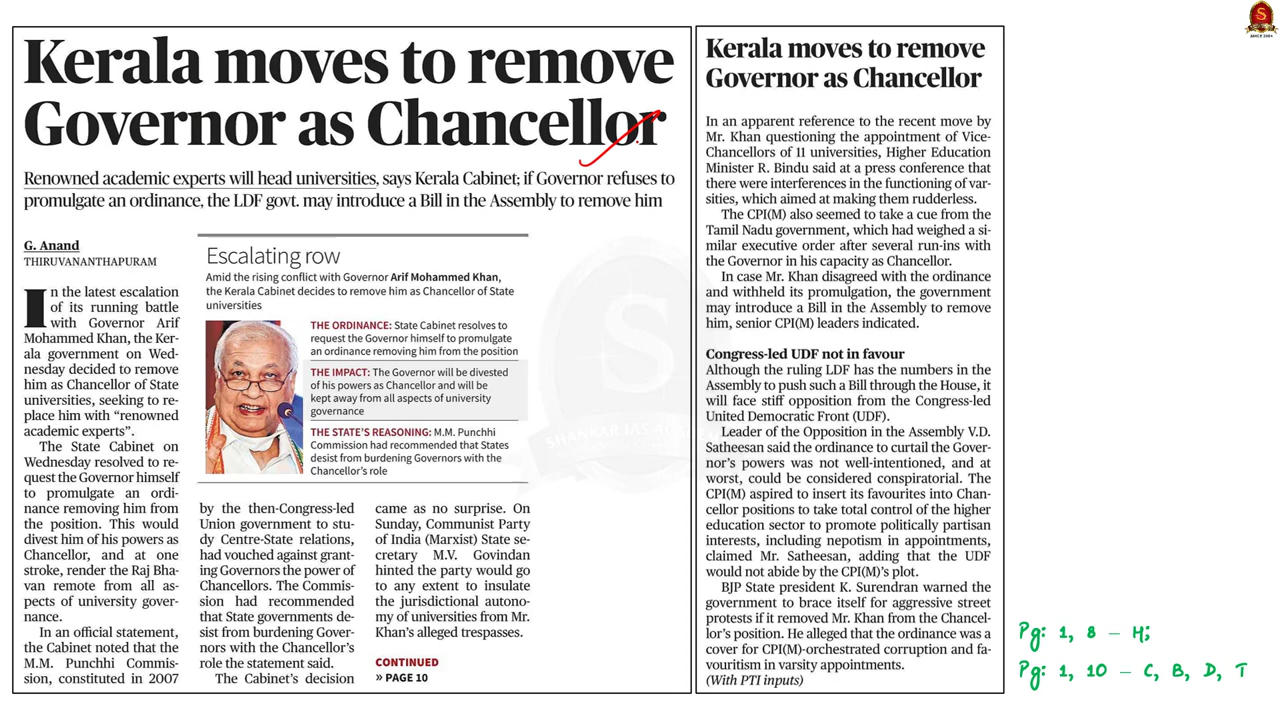 Kerala moves to remove
Governor as Chancellor
Renowned academic experts will head universities, says Kerala Cabinet; if Governor refuses to
promulgate an ordinance, the LDF govt. may introduce a Bill in the Assembly to remove him
G. Anand
THIRUVANANTHAPURAM
In the latest escalation
of its running battle
with Governor Arif
Mohammed Khan, the Ker-
ala government on Wed-
nesday decided to remove
him as Chancellor of State
universities, seeking to re-
place him with “renowned
academic experts”.
The State Cabinet on
Wednesday resolved to re-
quest the Governor himself
to promulgate an ordi-
nance removing him from
the position. This would
divest him of his powers as
Chancellor, and at one
stroke, render the Raj Bha-
van remote from all as-
pects of university gover-
nance.
In an official statement,
the Cabinet noted that the
M.M. Punchhi Commis-
sion, constituted in 2007
Escalating row
Amid the rising conflict with Governor Arif Mohammed Khan,
the Kerala Cabinet decides to remove him as Chancellor of State
universities
THE ORDINANCE: State Cabinet resolves to
request the Governor himself to promulgate
an ordinance removing him from the position
THE IMPACT: The Governor will be divested
of his powers as Chancellor and will be
kept away from all aspects of university
governance
THE STATE'S REASONING: M.M. Punchhi
Commission had recommended that States
desist from burdening Governors with the
Chancellor's role
by the then-Congress-led
Union government to stu-
dy Centre-State relations,
had vouched against grant-
ing Governors the power of
Chancellors. The Commis-
sion had recommended
that State governments de-
sist from burdening Gover-
nors with the Chancellor's
role the statement said.
The Cabinet's decision
came as no surprise. On
Sunday, Communist Party
of India (Marxist) State se-
cretary M.V. Govindan
hinted the party would go
to any extent to insulate
the jurisdictional autono-
my of universities from Mr.
Khan's alleged trespasses.
CONTINUED
» PAGE 10
Kerala moves to remove
Governor as Chancellor
In an apparent reference to the recent move by
Mr. Khan questioning the appointment of Vice-
Chancellors of 11 universities, Higher Education
Minister R. Bindu said at a press conference that
there were interferences in the functioning of var-
sities, which aimed at making them rudderless.
The CPI(M) also seemed to take a cue from the
Tamil Nadu government, which had weighed a si-
milar executive order after several run-ins with
the Governor in his capacity as Chancellor.
In case Mr. Khan disagreed with the ordinance
and withheld its promulgation, the government
may introduce a Bill in the Assembly to remove
him, senior CPI(M) leaders indicated.
Congress-led UDF not in favour
Although the ruling LDF has the numbers in the
Assembly to push such a Bill through the House, it
will face stiff opposition from the Congress-led
United Democratic Front (UDF).
Leader of the Opposition in the Assembly V.D.
Satheesan said the ordinance to curtail the Gover-
nor's powers was not well-intentioned, and at
worst, could be considered conspiratorial. The
CPI(M) aspired to insert its favourites into Chan-
cellor positions to take total control of the higher
education sector to promote politically partisan
interests, including nepotism in appointments,
claimed Mr. Satheesan, adding that the UDF
would not abide by the CPI(M)'s plot.
BJP State president K. Surendran warned the
government to brace itself for aggressive street
protests if it removed Mr. Khan from the Chancel-
lor's position. He alleged that the ordinance was a
cover for CPI(M)-orchestrated corruption and fa-
vouritism in varsity appointments.
(With PTI inputs)
S
SINCE 2004
SHANKAR IAS ACADEMY
Pg: 1, 8 – H;
Pg: 1, 10 – C, B, D, T